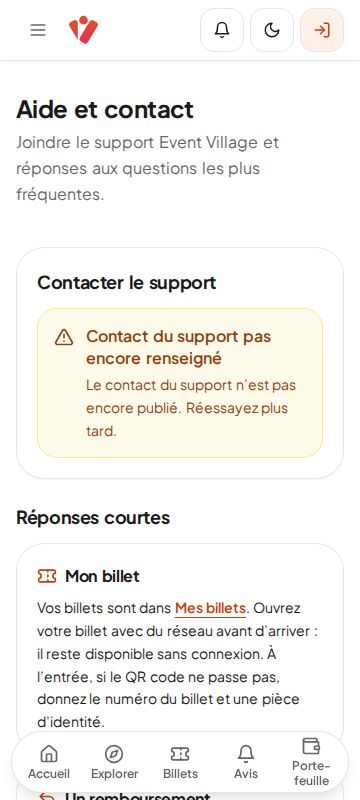 Aide et contact
Joindre le support Event Village et
réponses aux questions les plus
fréquentes.
Contacter le support
Contact du support pas
encore renseigné
Le contact du support n’est pas
encore publié. Réessayez plus
tard.
Réponses courtes
Mon billet
Vos billets sont dans Mes billets. Ouvrez
votre billet avec du réseau avant d’arriver :
il reste disponible sans connexion. À
l’entrée, si le QR code ne passe pas,
donnez le numéro du billet et une pièce
d’identité.
Un remboursement
Accueil
Explorer
Billets
Avis
Porte-
feuille